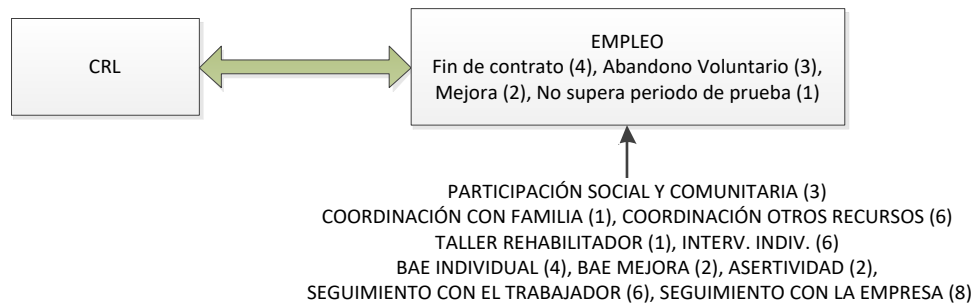 CRL
EMPLEO
Fin de contrato (4), Abandono Voluntario (3),
Mejora (2), No supera periodo de prueba (1)
PARTICIPACIÓN SOCIAL Y COMUNITARIA (3)
COORDINACIÓN CON FAMILIA (1), COORDINACIÓN OTROS RECURSOS (6)
TALLER REHABILITADOR (1), INTERV. INDIV. (6)
BAE INDIVIDUAL (4), BAE MEJORA (2), ASERTIVIDAD (2),
SEGUIMIENTO CON EL TRABAJADOR (6), SEGUIMIENTO CON LA EMPRESA (8)